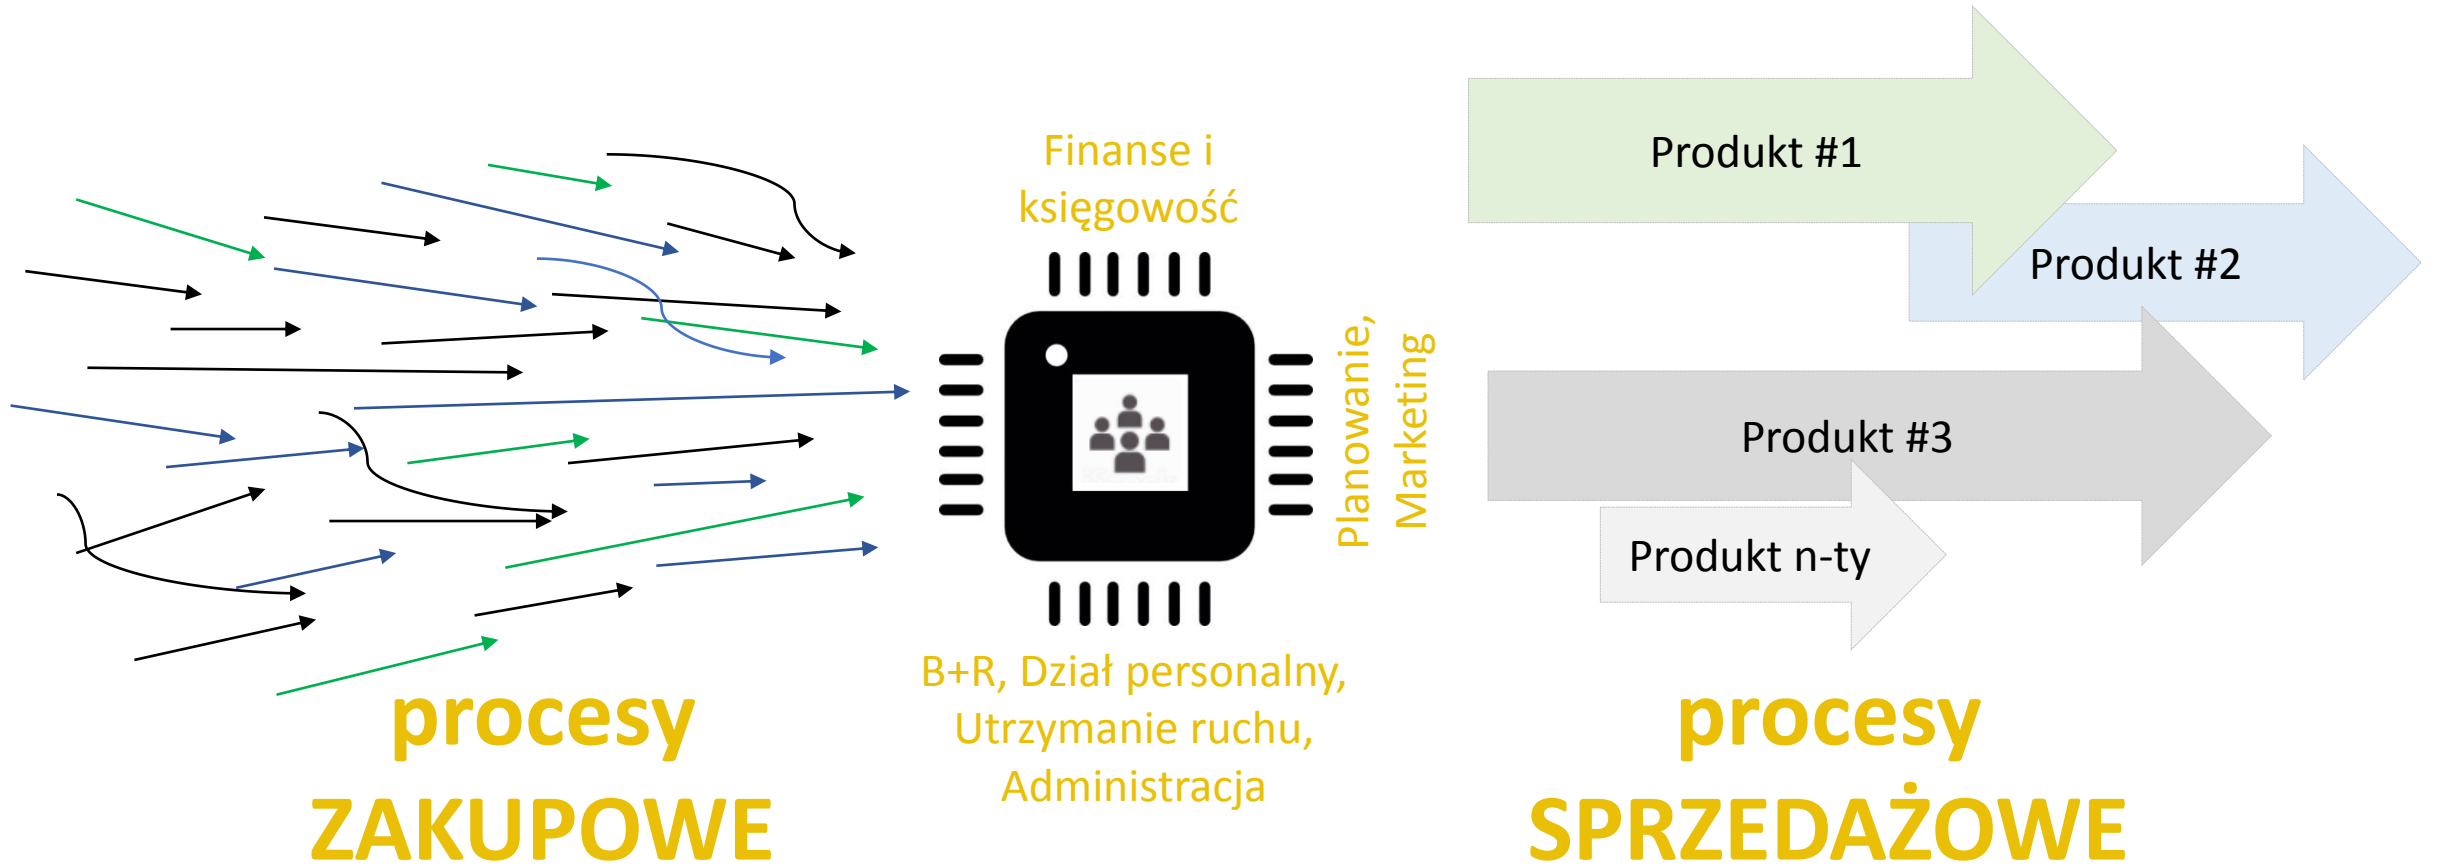 Finanse i
księgowość
Planowanie,
Marketing
B+R, Dział personalny,
Utrzymanie ruchu,
Administracja
procesy
ZAKUPOWE
Produkt #1
Produkt #2
Produkt #3
Produkt n-ty
procesy
SPRZEDAŻOWE